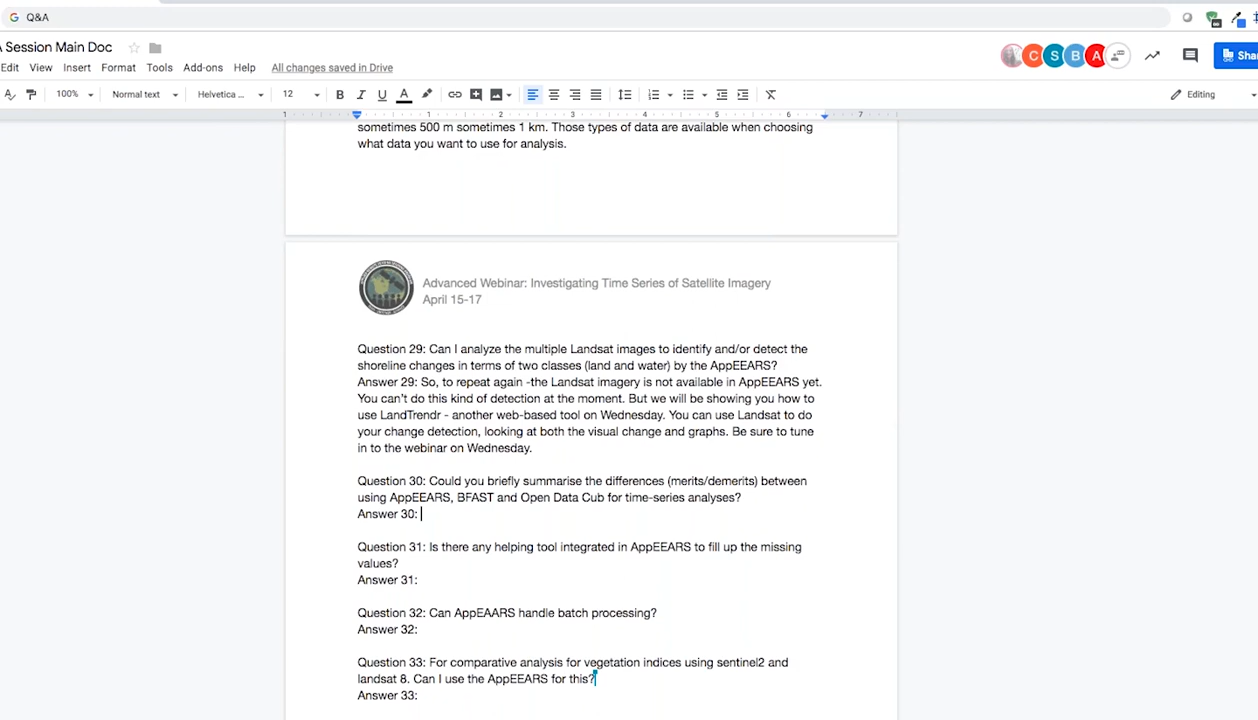 Q&A
Session Main Doc
Edit View Insert Format Tools Add-ons Help All changes saved in Drive
C S B A
100% Normal text Helvetica ... 12 B I U A Editing
1 1 2 3 4 5 6 7
sometimes 500 m sometimes 1 km. Those types of data are available when choosing
what data you want to use for analysis.
Advanced Webinar: Investigating Time Series of Satellite Imagery
April 15-17
Question 29: Can I analyze the multiple Landsat images to identify and/or detect the
shoreline changes in terms of two classes (land and water) by the AppEEARS?
Answer 29: So, to repeat again -the Landsat imagery is not available in AppEEARS yet.
You can't do this kind of detection at the moment. But we will be showing you how to
use LandTrendr - another web-based tool on Wednesday. You can use Landsat to do
your change detection, looking at both the visual change and graphs. Be sure to tune
in to the webinar on Wednesday.
Question 30: Could you briefly summarise the differences (merits/demerits) between
using AppEEARS, BFAST and Open Data Cub for time-series analyses?
Answer 30:
Question 31: Is there any helping tool integrated in AppEEARS to fill up the missing
values?
Answer 31:
Question 32: Can AppEAARS handle batch processing?
Answer 32:
Question 33: For comparative analysis for vegetation indices using sentinel2 and
landsat 8. Can I use the AppEEARS for this?
Answer 33: